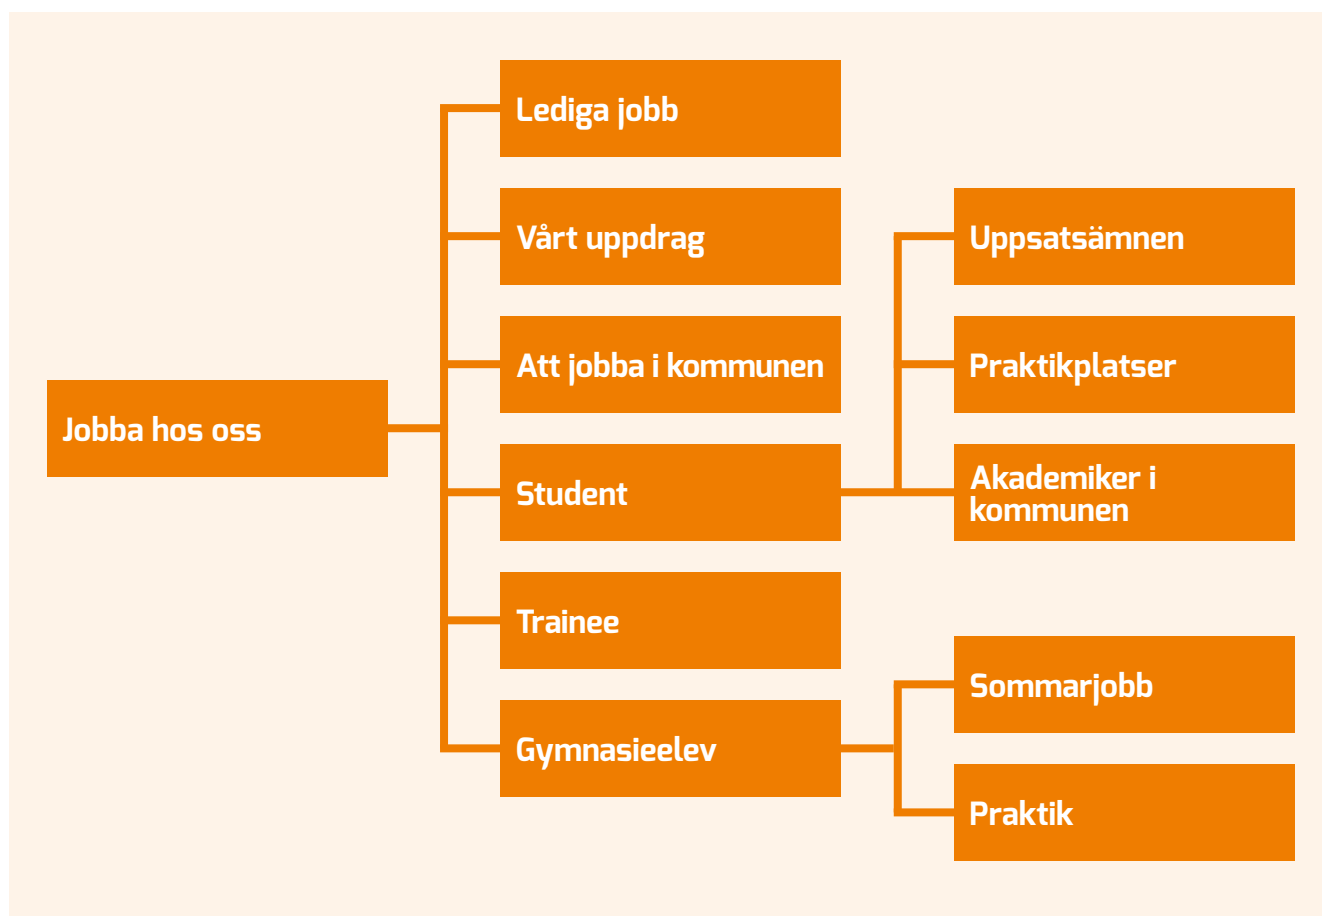 Jobba hos oss
Lediga jobb
Vårt uppdrag
Att jobba i kommunen
Student
Trainee
Gymnasieelev
Uppsatsämnen
Praktikplatser
Akademiker i
kommunen
Sommarjobb
Praktik